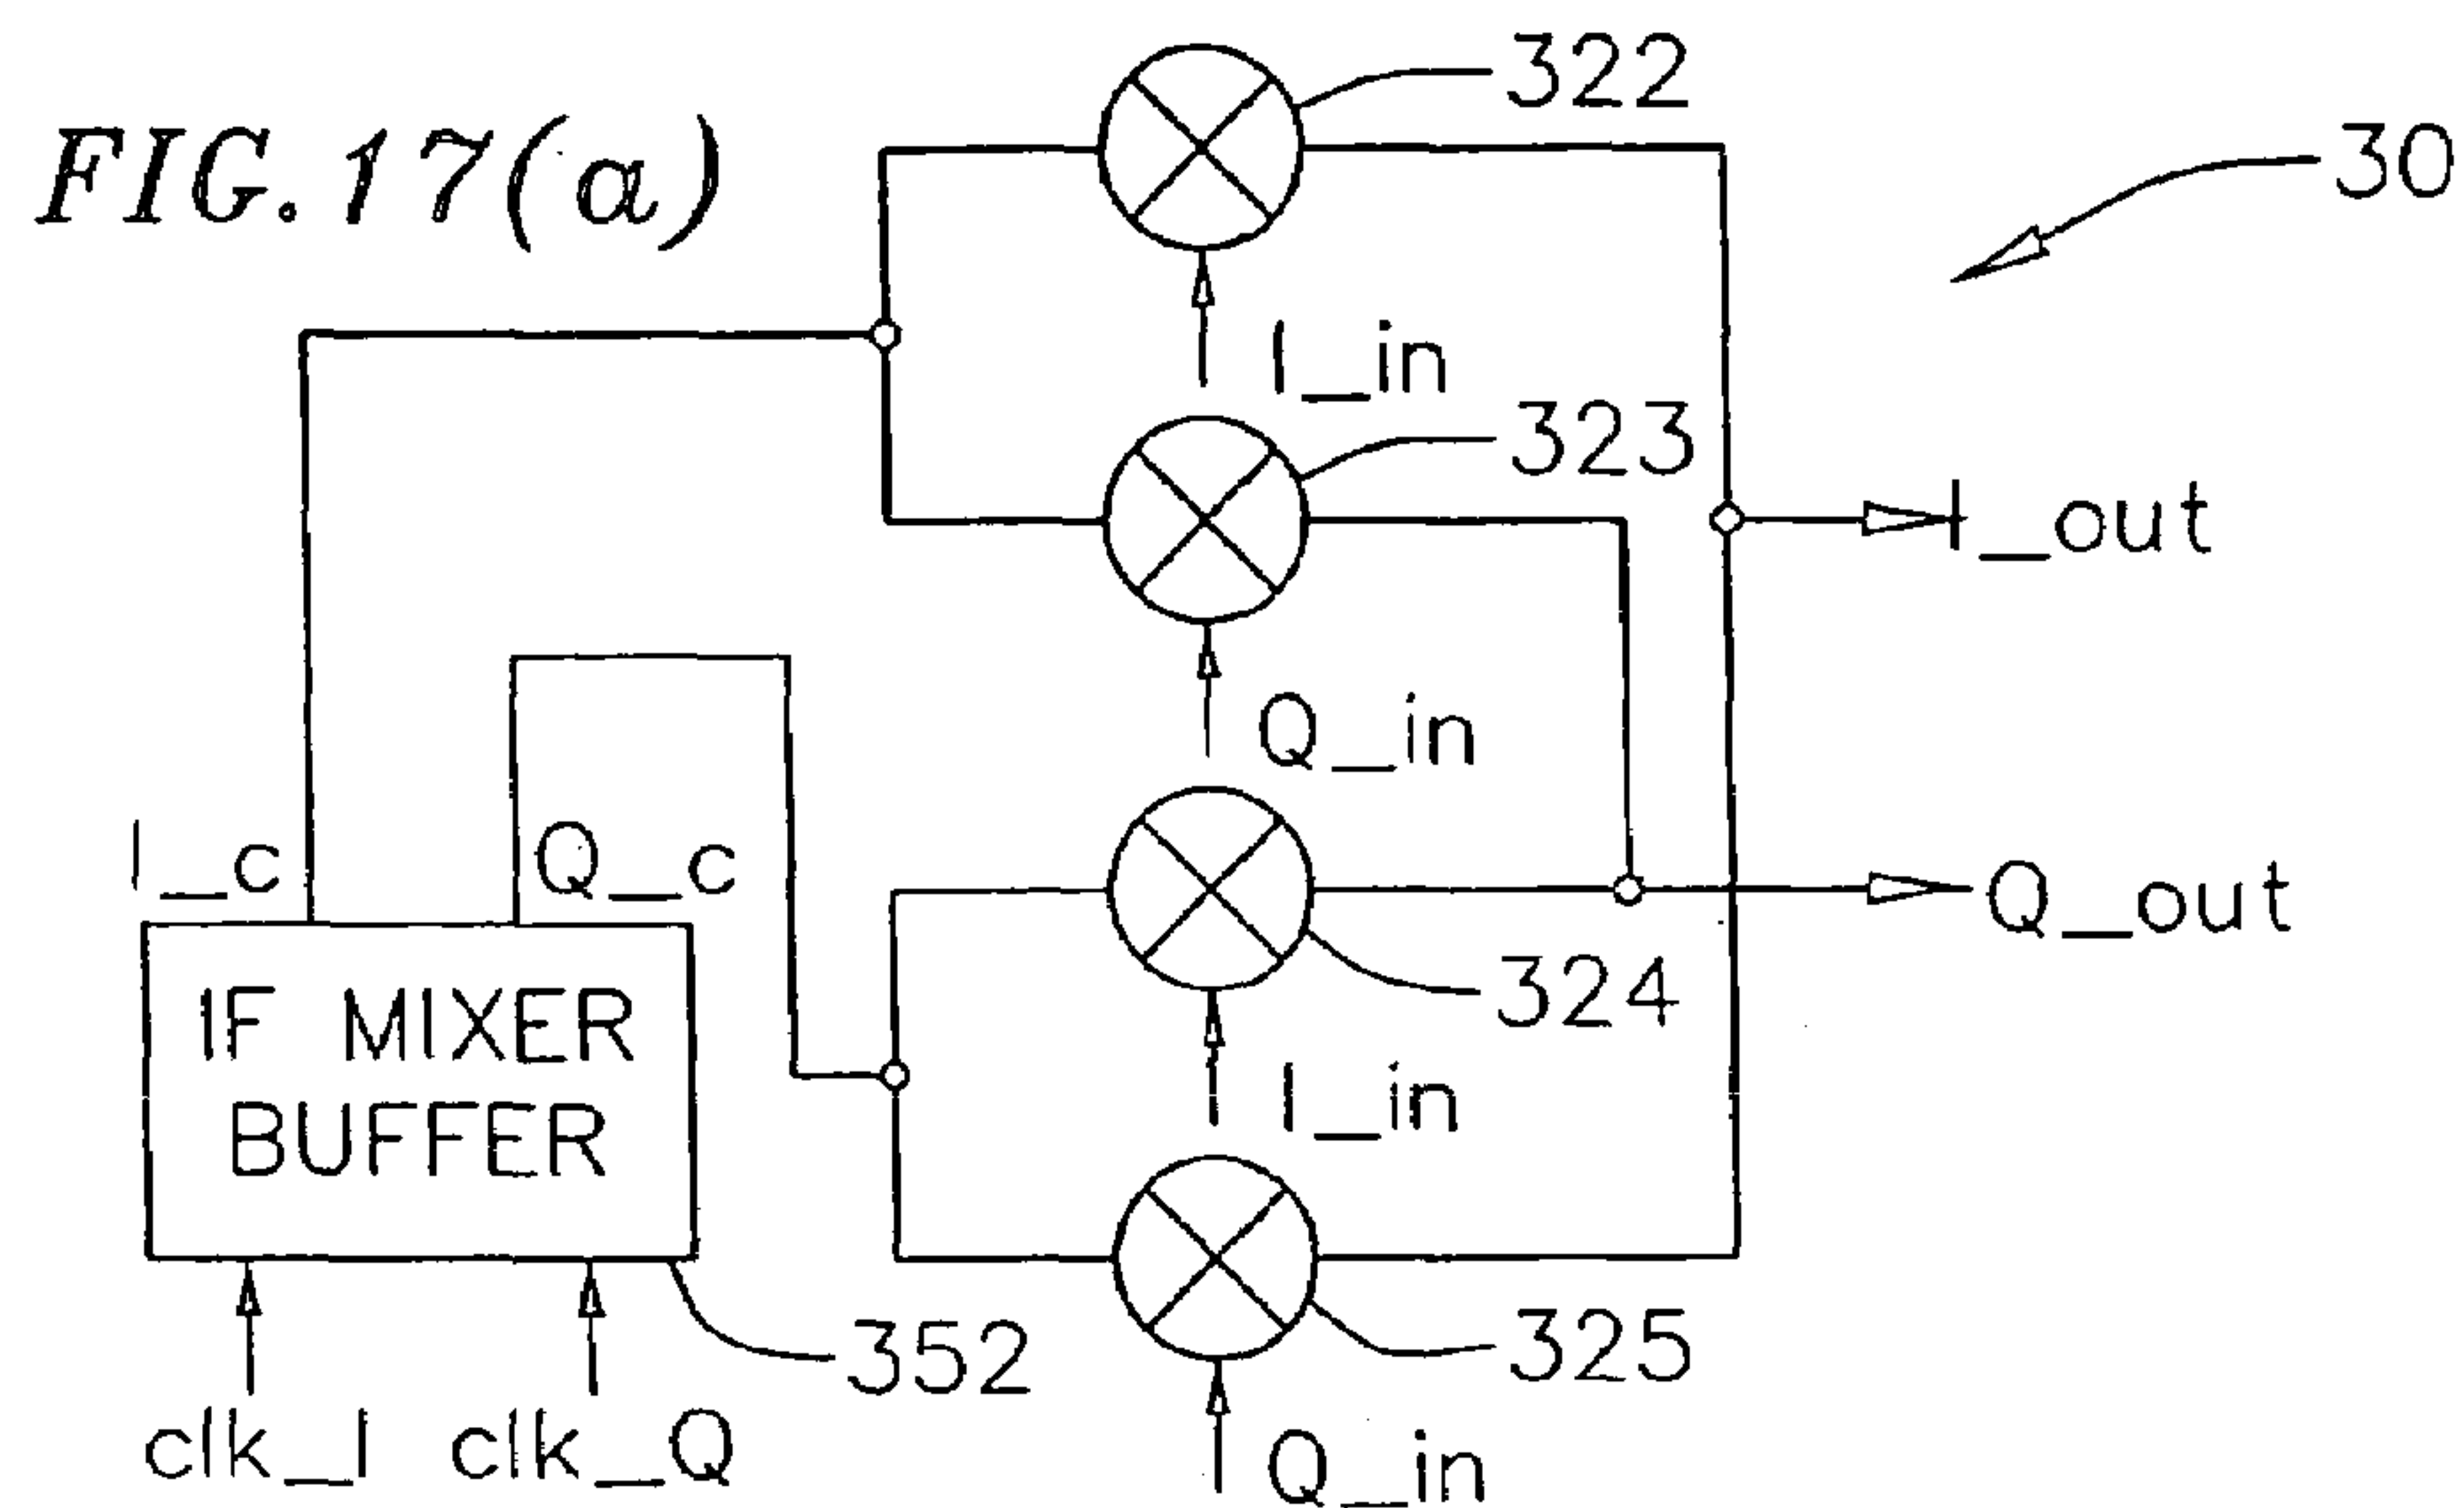 FIG. 17(a)
322
30
I_in
323
I_out
Q_in
I_c
Q_c
Q_out
IF MIXER
BUFFER
324
I_in
352
325
clk_I
clk_Q
Q_in